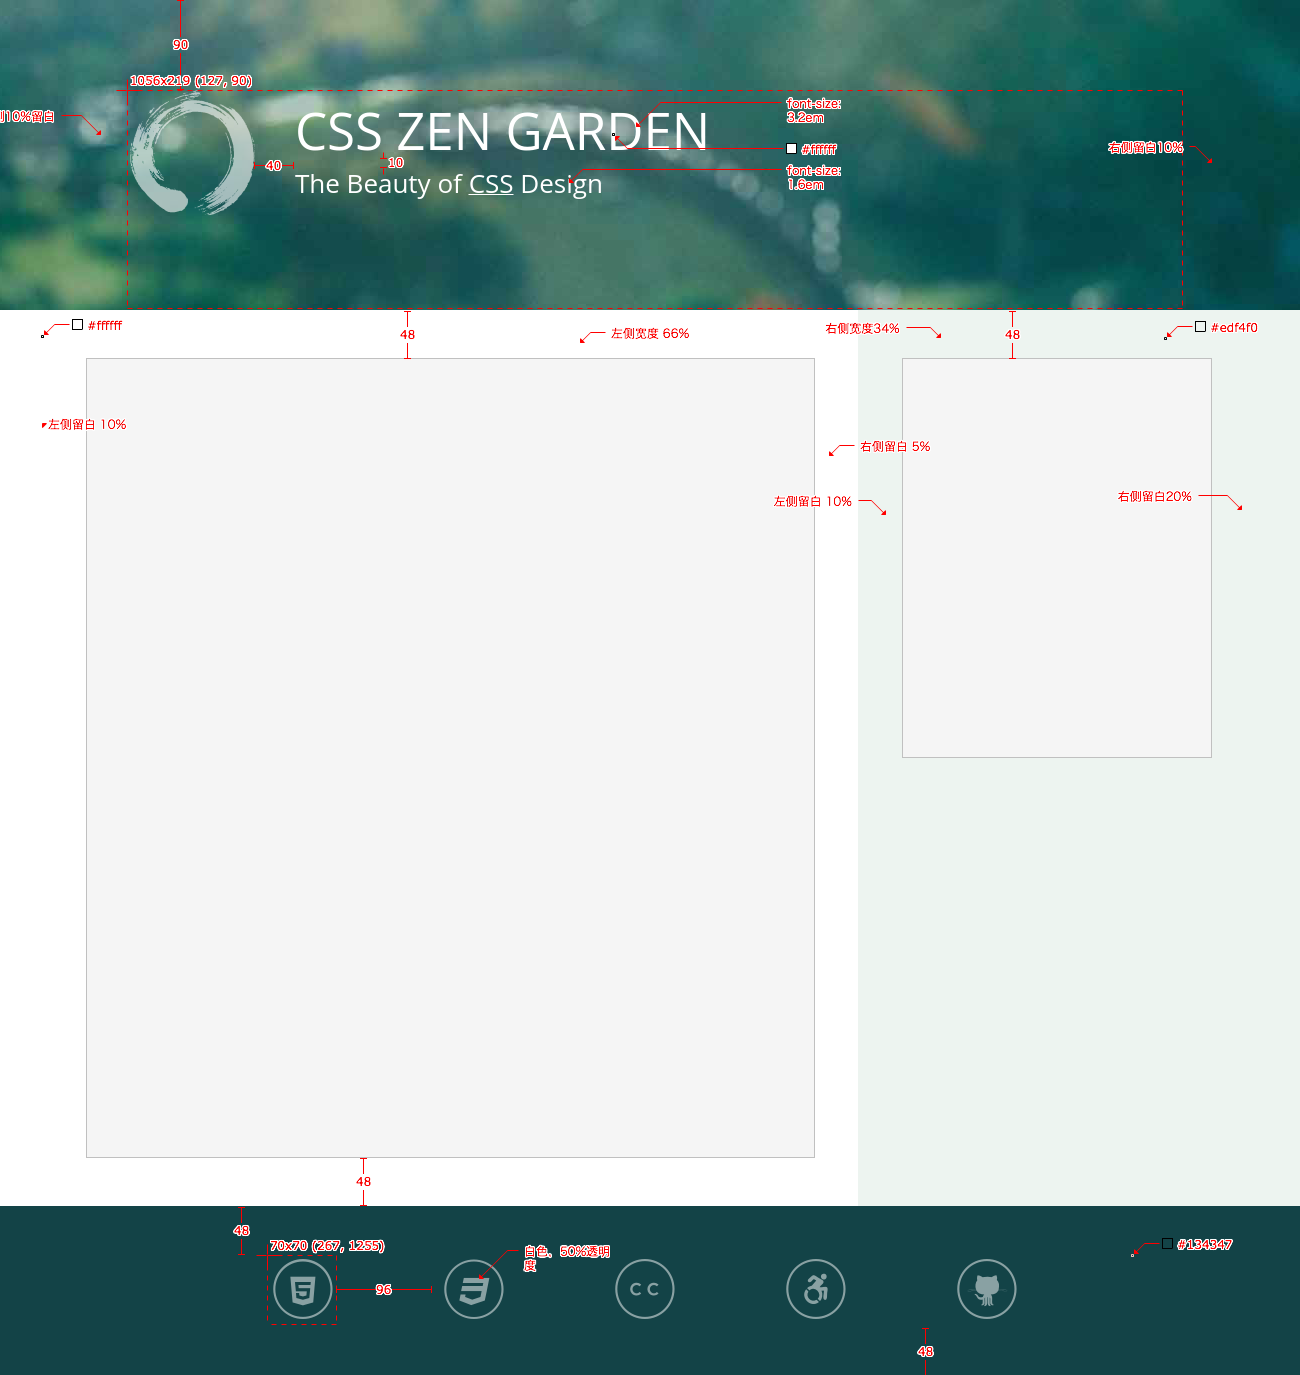 90
1056x219 (127, 90)
10%留白
CSS ZEN GARDEN
font-size:
3.2em
#ffffff
右侧留白10%
40
10
font-size:
1.6em
The Beauty of CSS Design
#ffffff
48
左侧宽度 66%
右侧宽度34%
48
#edf4f0
左侧留白 10%
右侧留白 5%
左侧留白 10%
右侧留白20%
48
48
70x70 (267, 1255)
白色，50%透明
度
#134347
96
5
3
CC
48